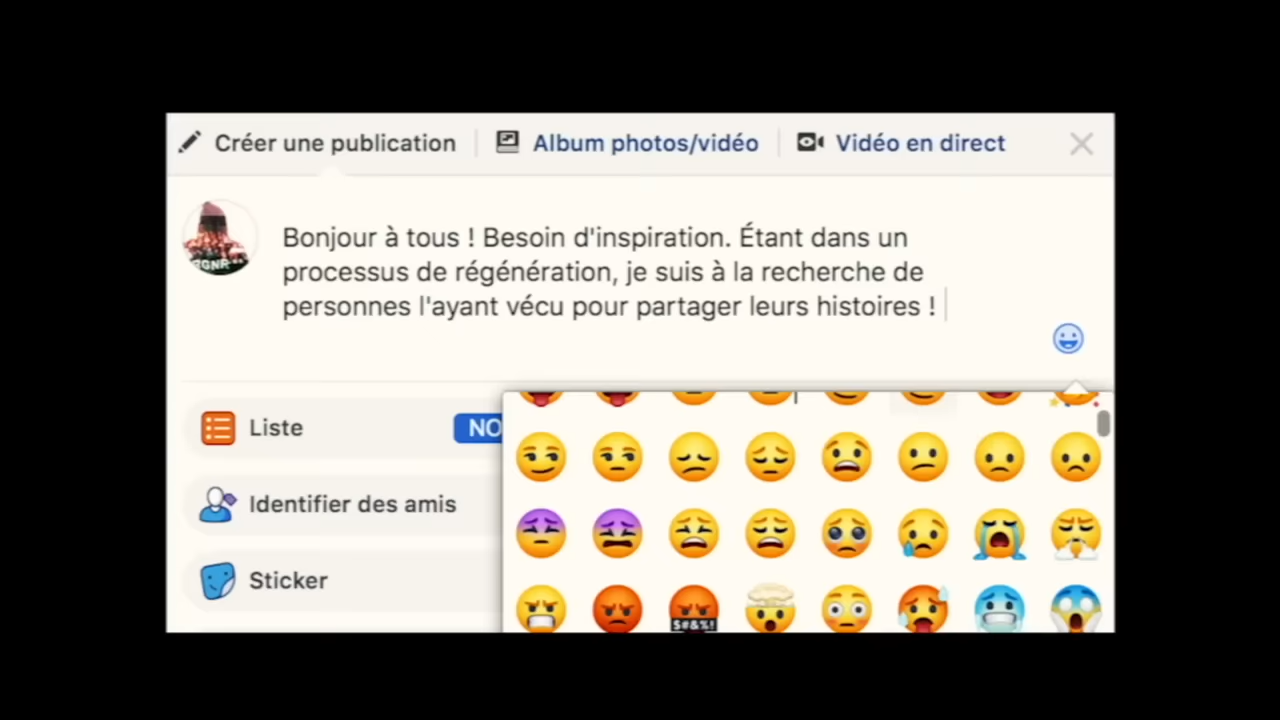 Créer une publication
Album photos/vidéo
Vidéo en direct
Bonjour à tous ! Besoin d'inspiration. Étant dans un
processus de régénération, je suis à la recherche de
personnes l'ayant vécu pour partager leurs histoires !
Liste
NO
Identifier des amis
Sticker
$#&%!